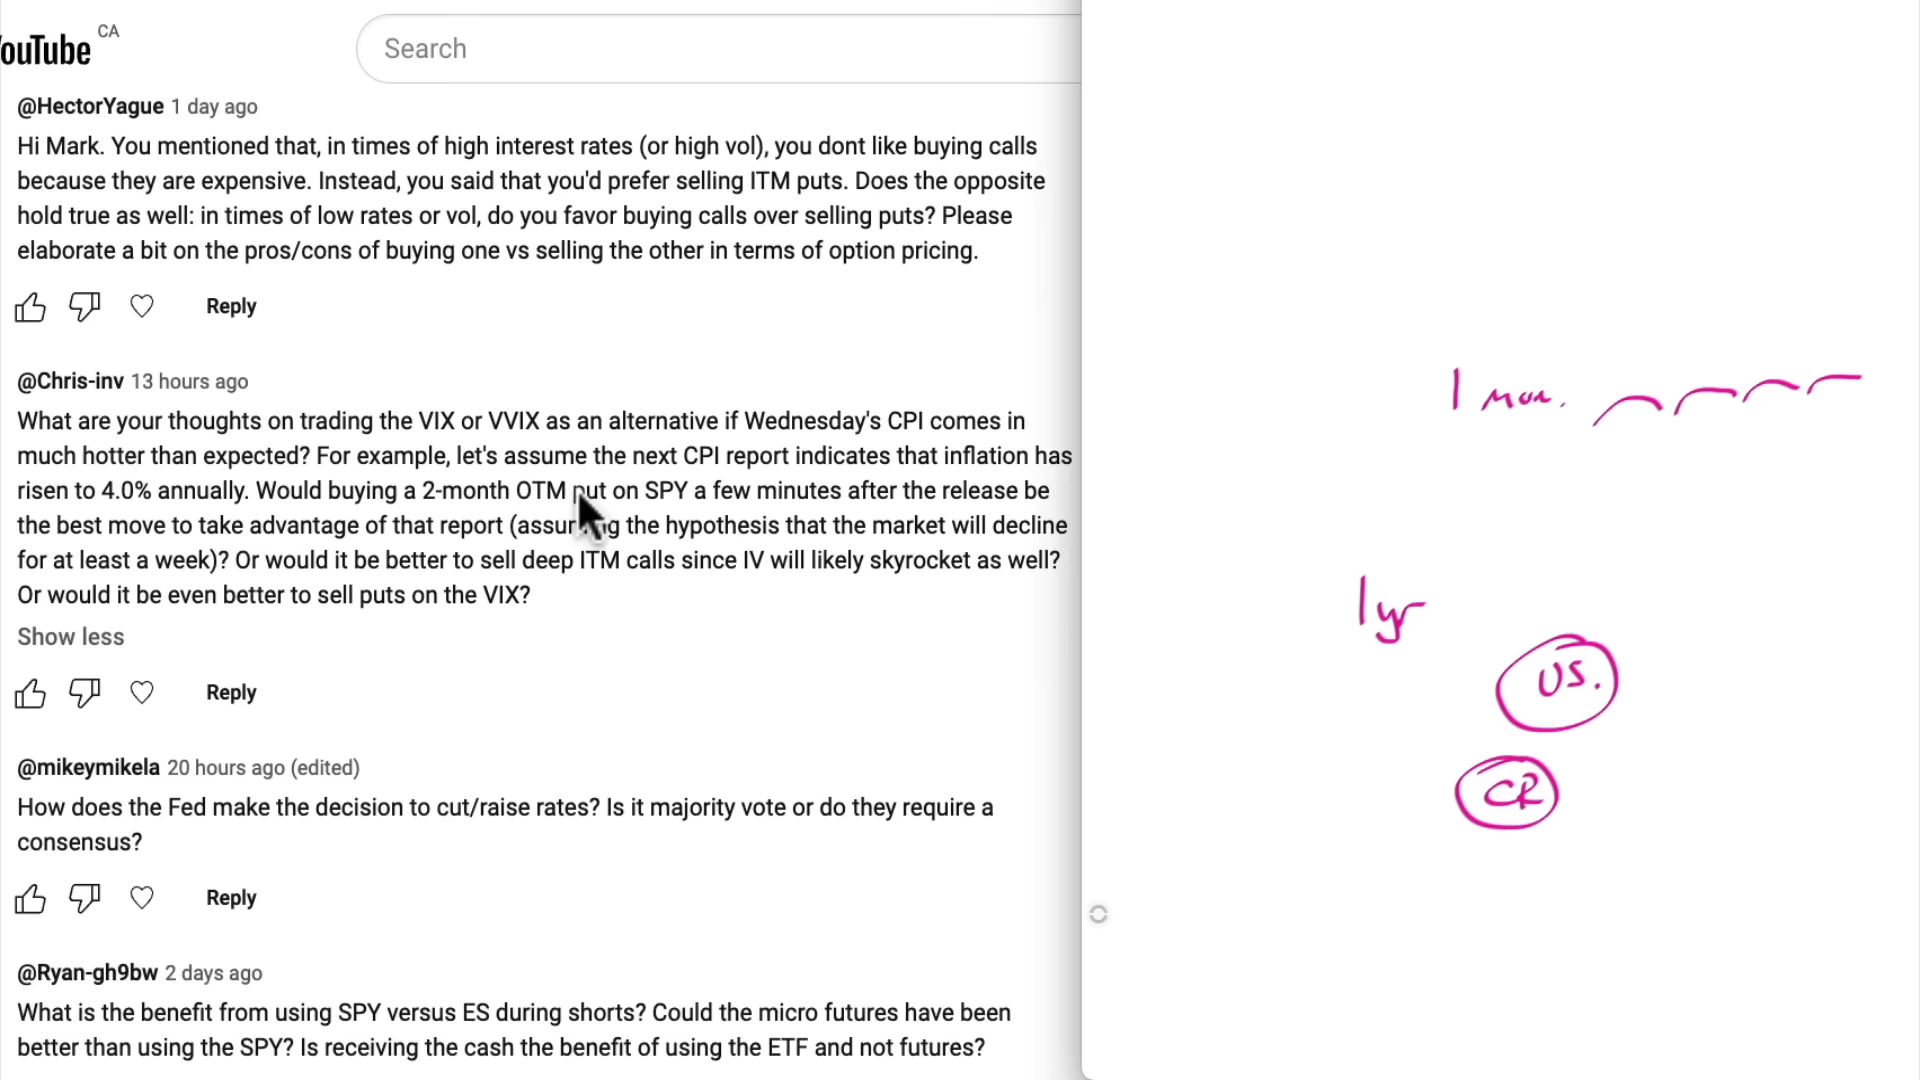 ouTube CA
Search
@HectorYague 1 day ago
Hi Mark. You mentioned that, in times of high interest rates (or high vol), you dont like buying calls
because they are expensive. Instead, you said that you'd prefer selling ITM puts. Does the opposite
hold true as well: in times of low rates or vol, do you favor buying calls over selling puts? Please
elaborate a bit on the pros/cons of buying one vs selling the other in terms of option pricing.
Reply
@Chris-inv 13 hours ago
What are your thoughts on trading the VIX or VVIX as an alternative if Wednesday's CPI comes in
much hotter than expected? For example, let's assume the next CPI report indicates that inflation has
risen to 4.0% annually. Would buying a 2-month OTM put on SPY a few minutes after the release be
the best move to take advantage of that report (assuming the hypothesis that the market will decline
for at least a week)? Or would it be better to sell deep ITM calls since IV will likely skyrocket as well?
Or would it be even better to sell puts on the VIX?
Show less
Reply
@mikeymikela 20 hours ago (edited)
How does the Fed make the decision to cut/raise rates? Is it majority vote or do they require a
consensus?
Reply
@Ryan-gh9bw 2 days ago
What is the benefit from using SPY versus ES during shorts? Could the micro futures have been
better than using the SPY? Is receiving the cash the benefit of using the ETF and not futures?
1 mon.
1 yr
US.
CR